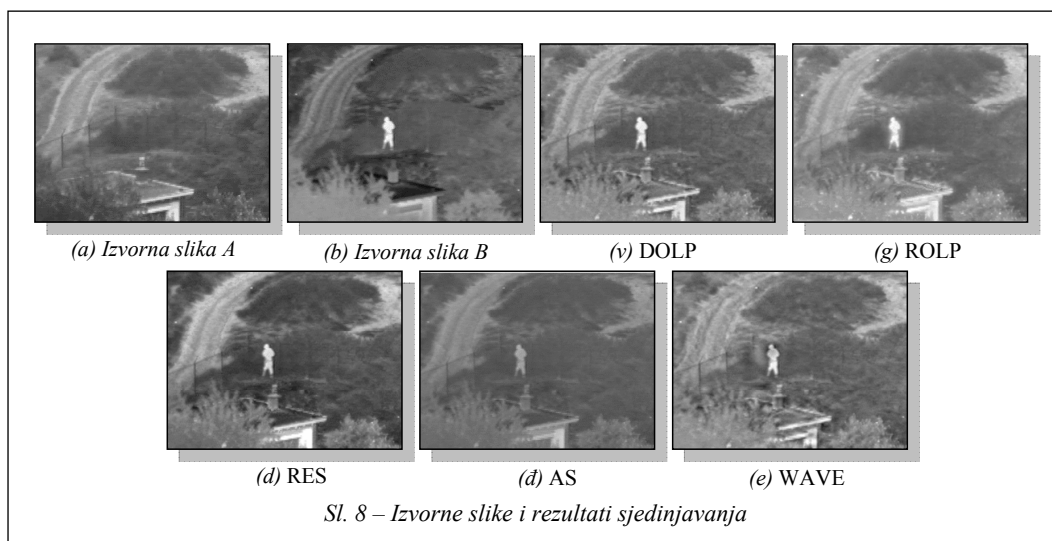 (a) Izvorna slika A
(b) Izvorna slika B
(v) DOLP
(g) ROLP
(d) RES
(đ) AS
(e) WAVE
Sl. 8 – Izvorne slike i rezultati sjedinjavanja